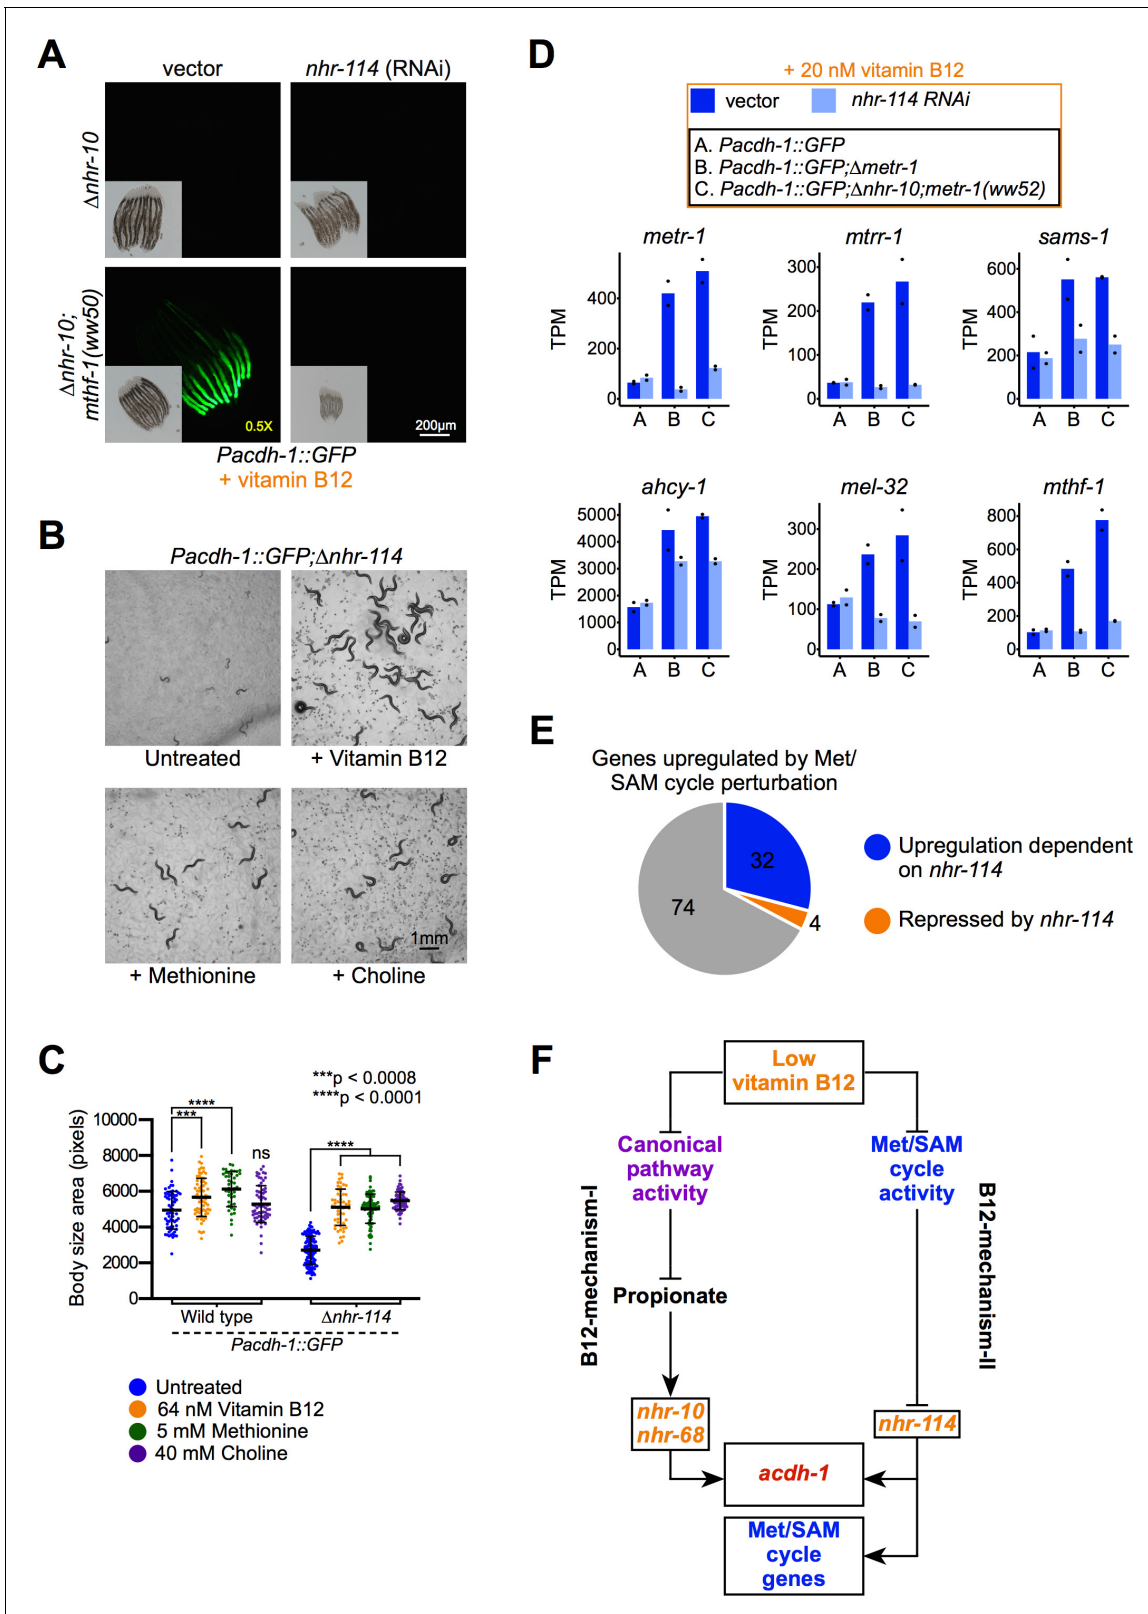 A
vector
nhr-114 (RNAi)
Δnhr-10
Δnhr-10;
mthf-1(ww50)
0.5X
200µm
Pacdh-1::GFP
+ vitamin B12
B
Pacdh-1::GFP;Δnhr-114
Untreated
+ Vitamin B12
1mm
+ Methionine
+ Choline
C
***p < 0.0008
****p < 0.0001
Body size area (pixels)
10000
8000
6000
4000
2000
0
****
***
ns
****
Wild type
Δnhr-114
Pacdh-1::GFP
Untreated
64 nM Vitamin B12
5 mM Methionine
40 mM Choline
D
+ 20 nM vitamin B12
vector
nhr-114 RNAi
A. Pacdh-1::GFP
B. Pacdh-1::GFP;Δmetr-1
C. Pacdh-1::GFP;Δnhr-10;metr-1(ww52)
metr-1
TPM
400
200
0
A B C
mtrr-1
TPM
300
200
100
0
A B C
sams-1
TPM
600
400
200
0
A B C
ahcy-1
TPM
5000
4000
3000
2000
1000
0
A B C
mel-32
TPM
300
200
100
0
A B C
mthf-1
TPM
800
600
400
200
0
A B C
E
Genes upregulated by Met/
SAM cycle perturbation
32
74
4
Upregulation dependent
on nhr-114
Repressed by nhr-114
F
Low
vitamin B12
Canonical
pathway
activity
Met/SAM
cycle
activity
B12-mechanism-I
B12-mechanism-II
Propionate
nhr-10
nhr-68
nhr-114
acdh-1
Met/SAM
cycle
genes